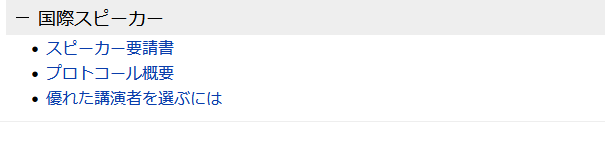 − 国際スピーカー
• スピーカー要請書
• プロトコール概要
• 優れた講演者を選ぶには